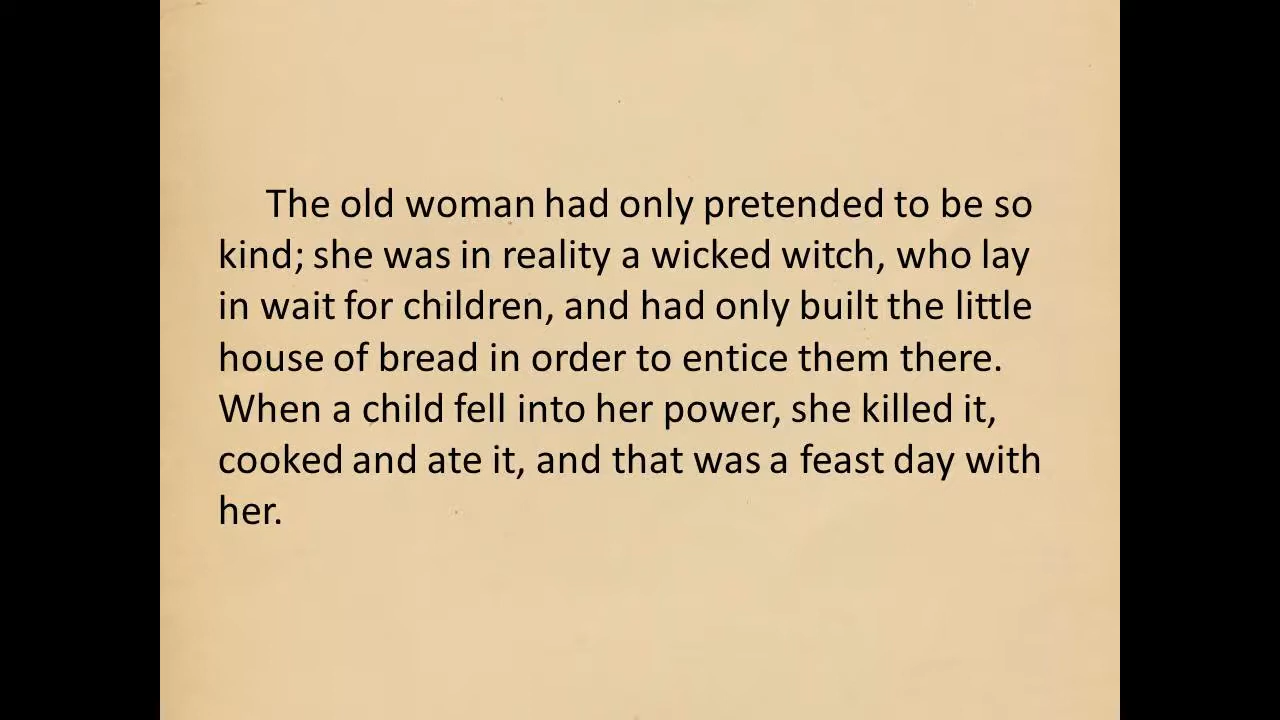 The old woman had only pretended to be so
kind; she was in reality a wicked witch, who lay
in wait for children, and had only built the little
house of bread in order to entice them there.
When a child fell into her power, she killed it,
cooked and ate it, and that was a feast day with
her.